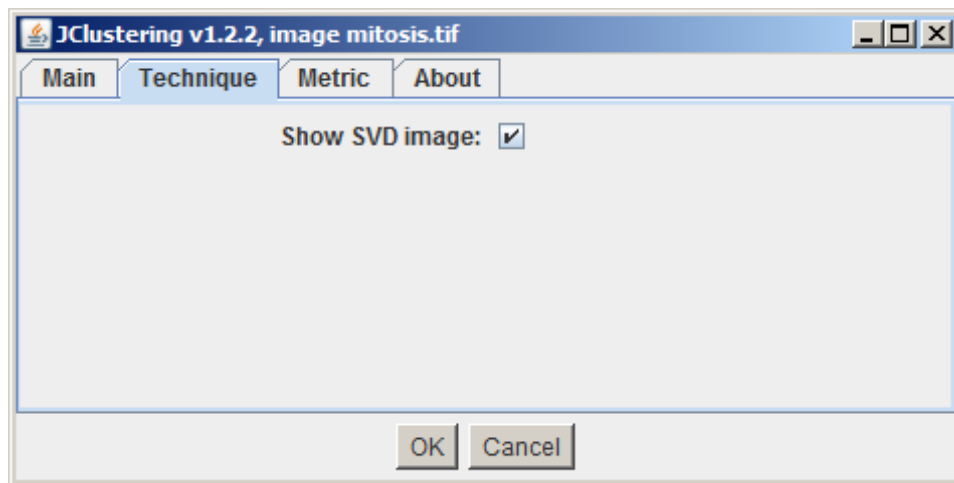 JClustering v1.2.2, image mitosis.tif
Main Technique Metric About
Show SVD image:
OK Cancel